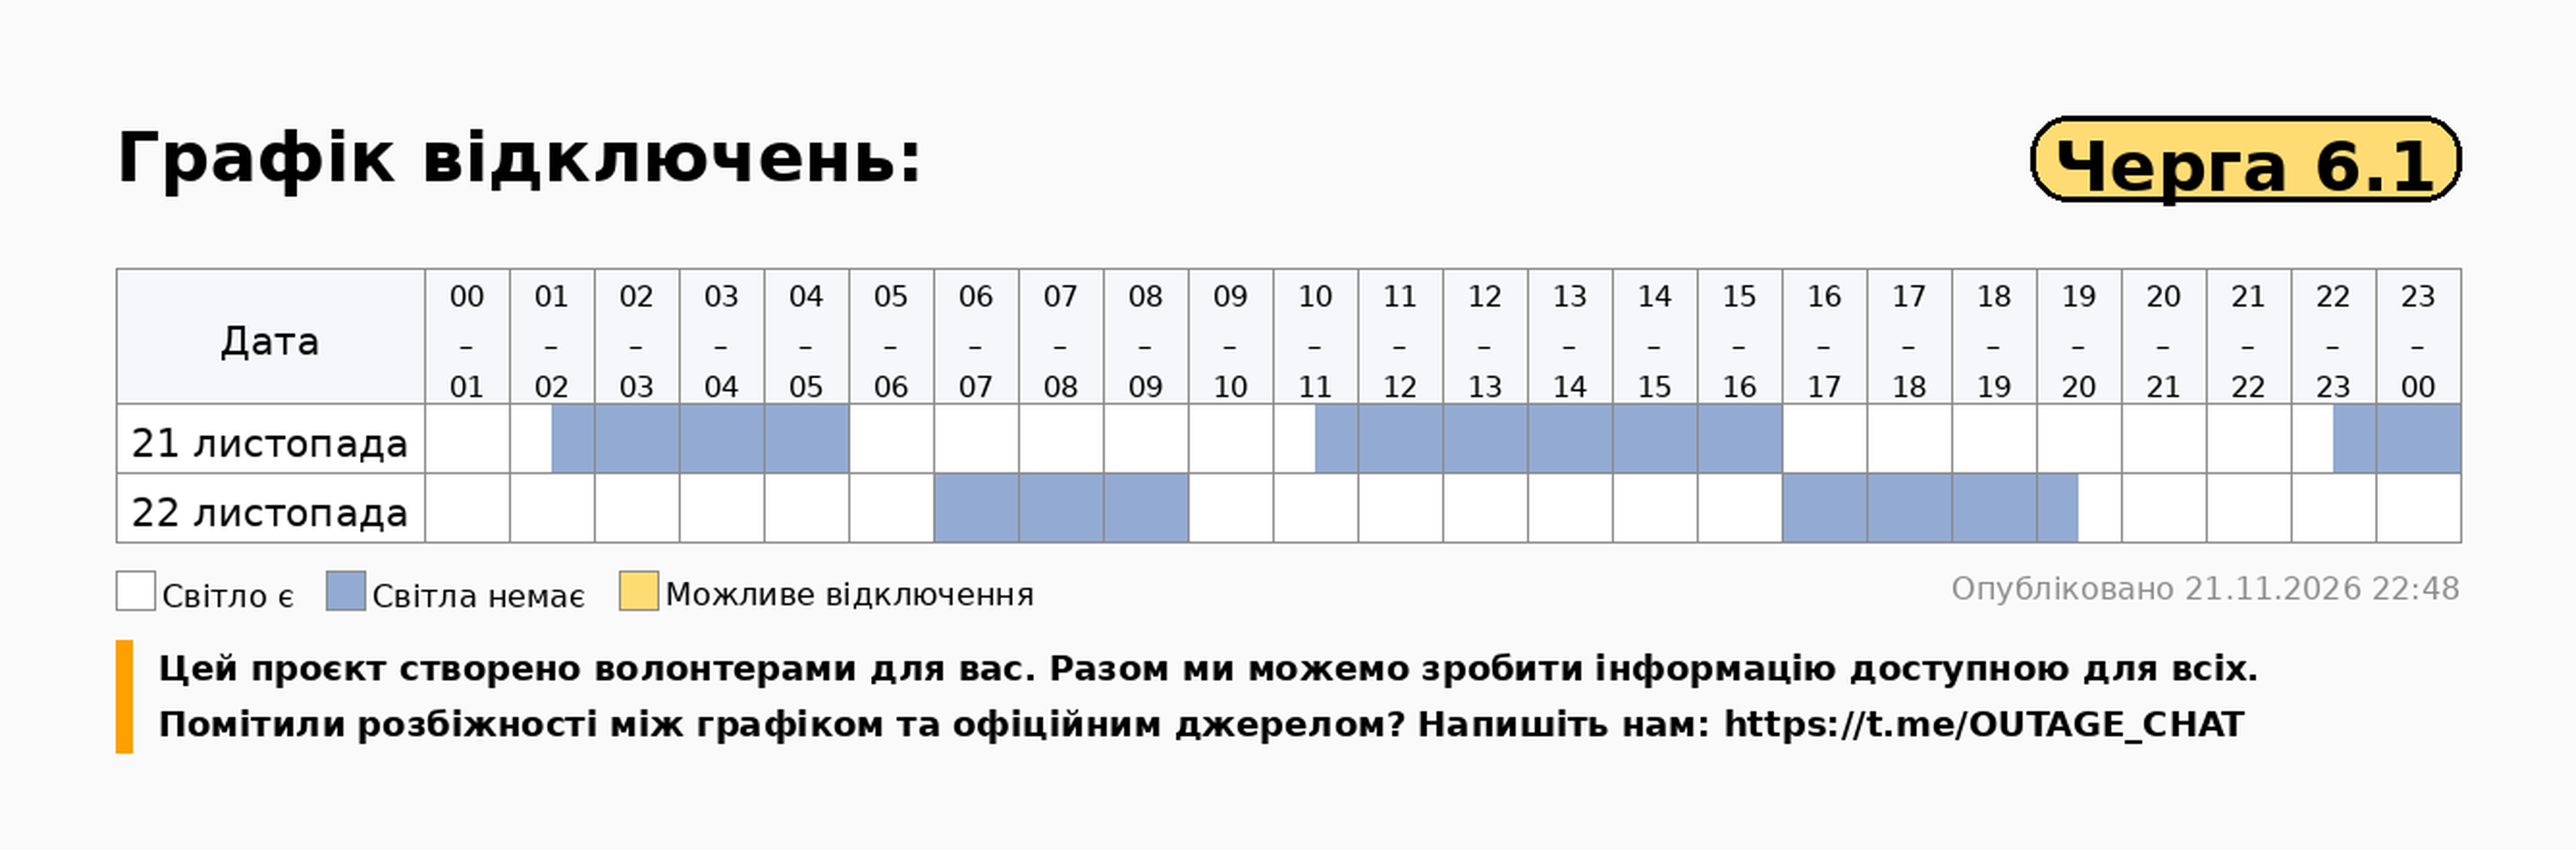 Графік відключень:
Черга 6.1
Дата 00 – 01 01 – 02 02 – 03 03 – 04 04 – 05 05 – 06 06 – 07 07 – 08 08 – 09 09 – 10 10 – 11 11 – 12 12 – 13 13 – 14 14 – 15 15 – 16 16 – 17 17 – 18 18 – 19 19 – 20 20 – 21 21 – 22 22 – 23 23 – 00
21 листопада
22 листопада
Світло є Світла немає Можливе відключення
Опубліковано 21.11.2026 22:48
Цей проєкт створено волонтерами для вас. Разом ми можемо зробити інформацію доступною для всіх.
Помітили розбіжності між графіком та офіційним джерелом? Напишіть нам: https://t.me/OUTAGE_CHAT